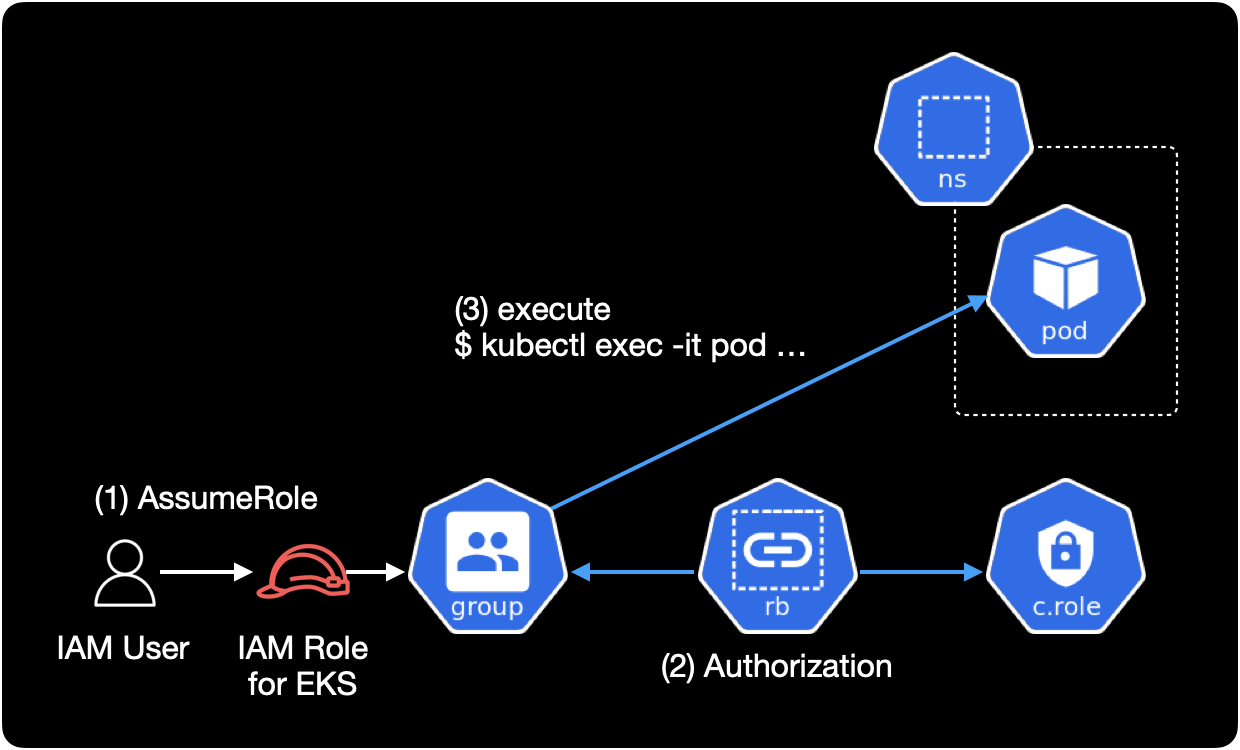 ns
pod
(3) execute
$ kubectl exec -it pod …
(1) AssumeRole
group
rb
c.role
IAM User
IAM Role
for EKS
(2) Authorization